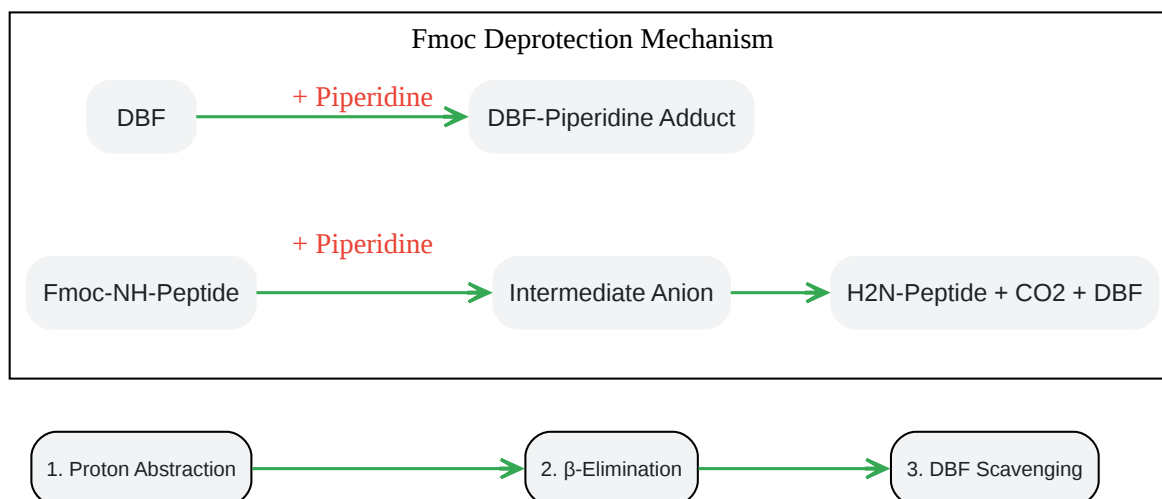 Fmoc Deprotection Mechanism
+ Piperidine
DBF
DBF-Piperidine Adduct
+ Piperidine
Fmoc-NH-Peptide
Intermediate Anion
H2N-Peptide + CO2 + DBF
1. Proton Abstraction
2. β-Elimination
3. DBF Scavenging